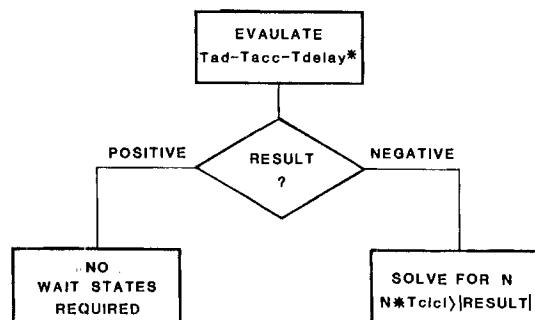 EVAULATE
Tad-Tacc-Tdelay*
POSITIVE
RESULT
?
NEGATIVE
NO
WAIT STATES
REQUIRED
SOLVE FOR N
N*Tclcl>|RESULT|